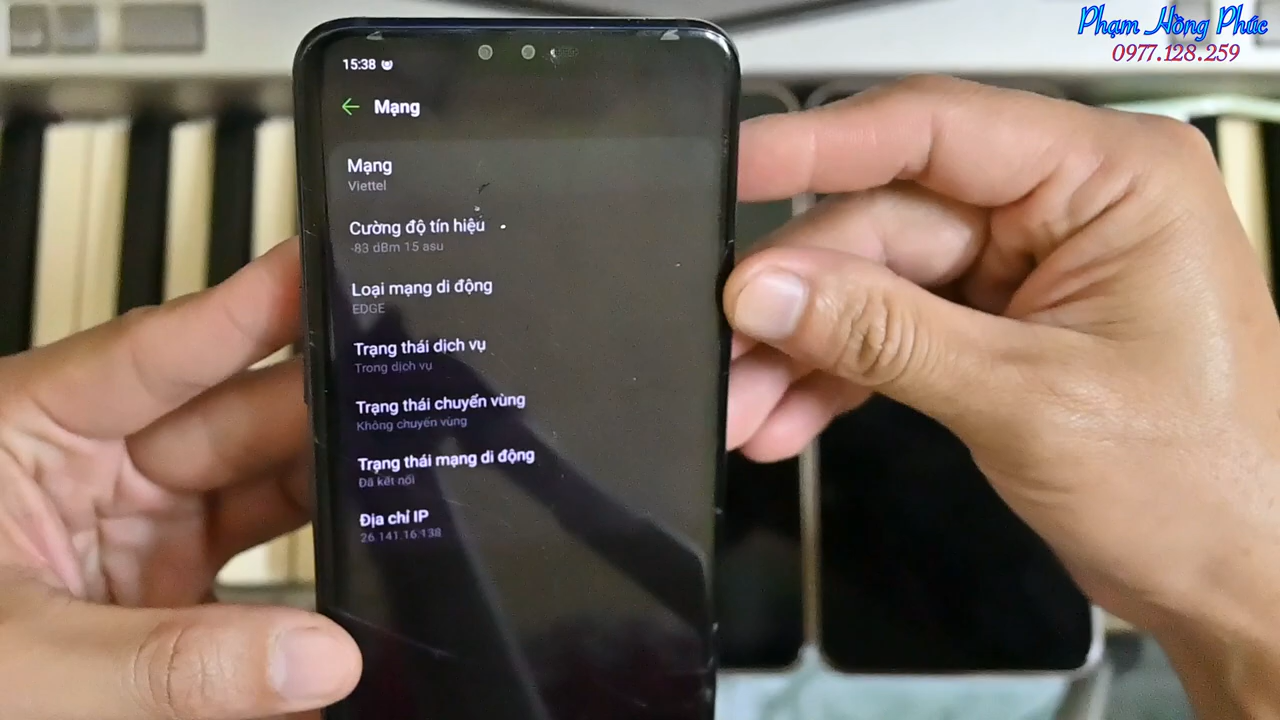 Phạm Hồng Phúc
0977.128.259
15:38
Mạng
Mạng
Viettel
Cường độ tín hiệu
-83 dBm 15 asu
Loại mạng di động
EDGE
Trạng thái dịch vụ
Trong dịch vụ
Trạng thái chuyển vùng
Không chuyển vùng
Trạng thái mạng di động
Đã kết nối
Địa chỉ IP
26.141.16.138